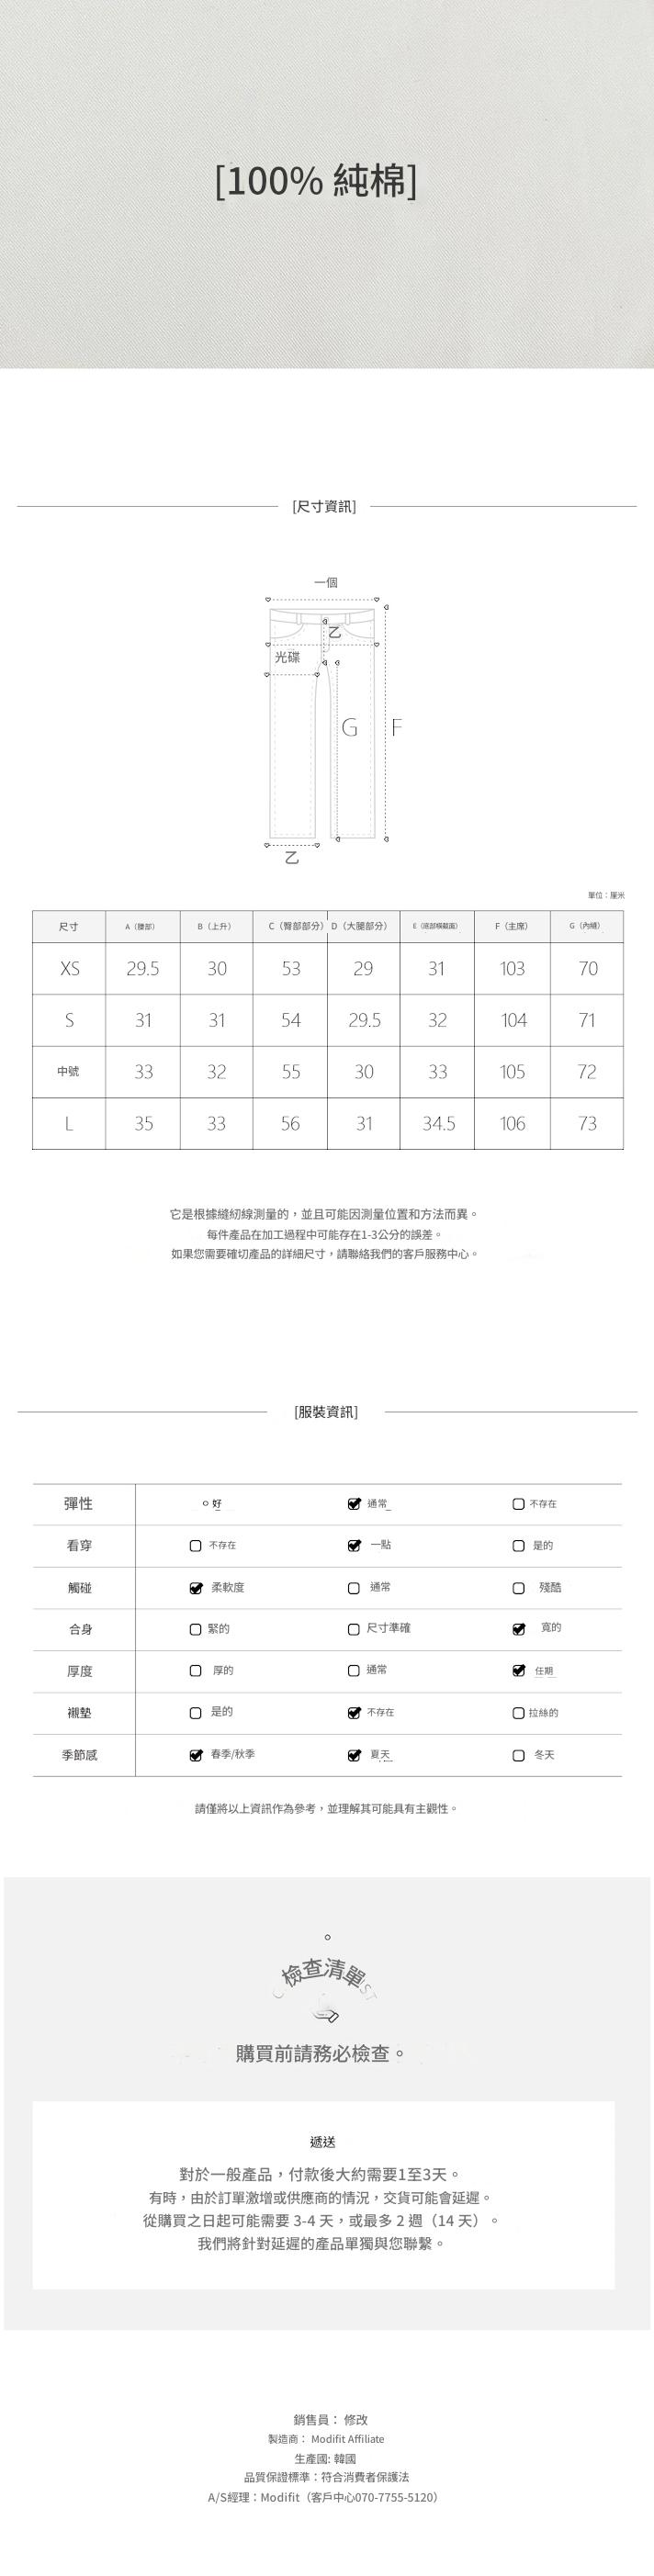 [100% 純棉]
[尺寸資訊]
一個
乙
光碟
G
F
乙
單位：厘米
尺寸 A（腰部） B（上升） C（臀部部分） D（大腿部分） E（底部橫截面） F（主席） G（內縫）
XS 29.5 30 53 29 31 103 70
S 31 31 54 29.5 32 104 71
中號 33 32 55 30 33 105 72
L 35 33 56 31 34.5 106 73
它是根據縫紉線測量的，並且可能因測量位置和方法而異。
每件產品在加工過程中可能存在1-3公分的誤差。
如果您需要確切產品的詳細尺寸，請聯絡我們的客戶服務中心。
[服裝資訊]
彈性 好 通常 不存在
看穿 不存在 一點 是的
觸碰 柔軟度 通常 殘酷
合身 緊的 尺寸準確 寬的
厚度 厚的 通常 任期
襯墊 是的 不存在 拉絲的
季節感 春季/秋季 夏天 冬天
請僅將以上資訊作為參考，並理解其可能具有主觀性。
檢查清單
購買前請務必檢查。
遞送
對於一般產品，付款後大約需要1至3天。
有時，由於訂單激增或供應商的情況，交貨可能會延遲。
從購買之日起可能需要 3-4 天，或最多 2 週（14 天）。
我們將針對延遲的產品單獨與您聯繫。
銷售員： 修改
製造商： Modifit Affiliate
生產國: 韓國
品質保證標準：符合消費者保護法
A/S經理：Modifit（客戶中心070-7755-5120）